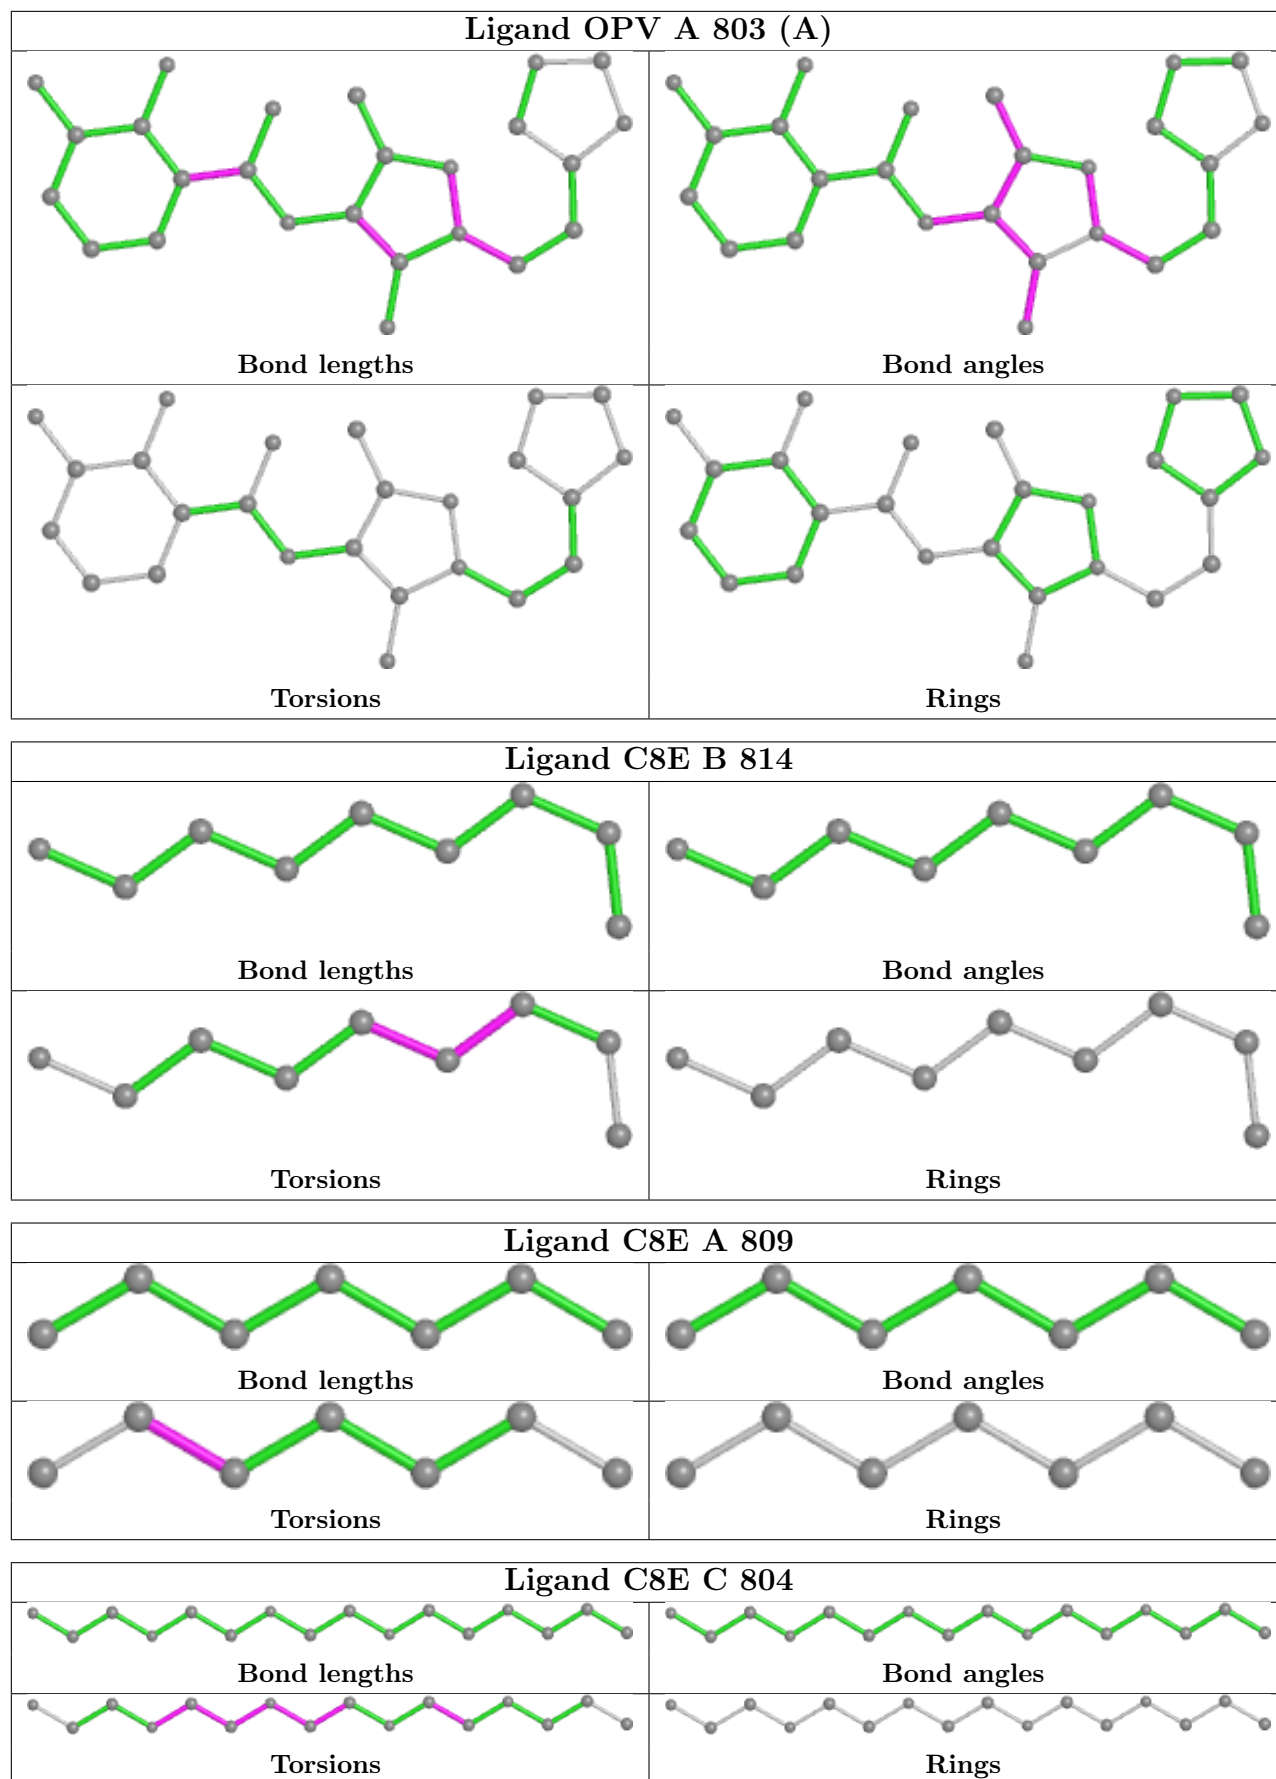 Ligand OPV A 803 (A)
Bond lengths
Bond angles
Torsions
Rings
Ligand C8E B 814
Bond lengths
Bond angles
Torsions
Rings
Ligand C8E A 809
Bond lengths
Bond angles
Torsions
Rings
Ligand C8E C 804
Bond lengths
Bond angles
Torsions
Rings